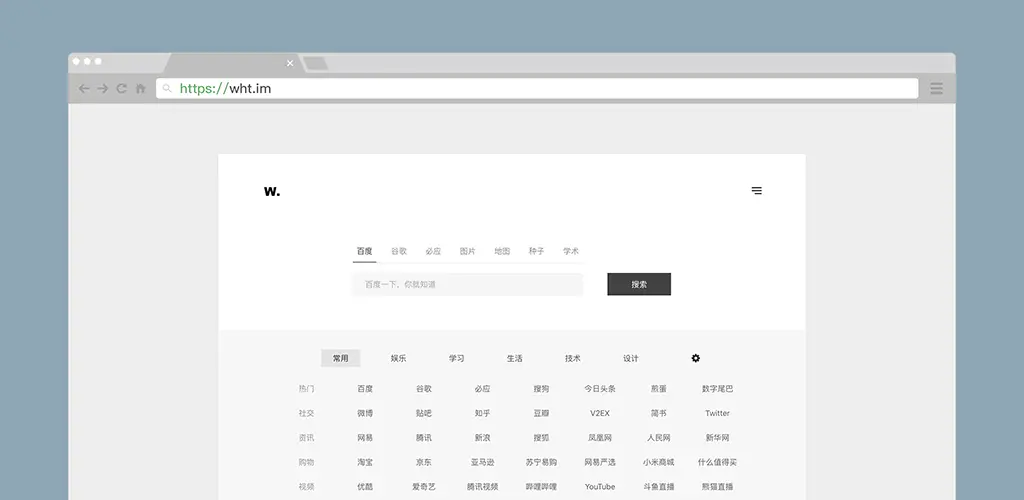 https://wht.im
w.
百度 谷歌 必应 图片 地图 种子 学术
百度一下，你就知道 搜索
常用 娱乐 学习 生活 技术 设计
热门 百度 谷歌 必应 搜狗 今日头条 煎蛋 数字尾巴
社交 微博 贴吧 知乎 豆瓣 V2EX 简书 Twitter
资讯 网易 腾讯 新浪 搜狐 凤凰网 人民网 新华网
购物 淘宝 京东 亚马逊 苏宁易购 网易严选 小米商城 什么值得买
视频 优酷 爱奇艺 腾讯视频 哔哩哔哩 YouTube 斗鱼直播 熊猫直播